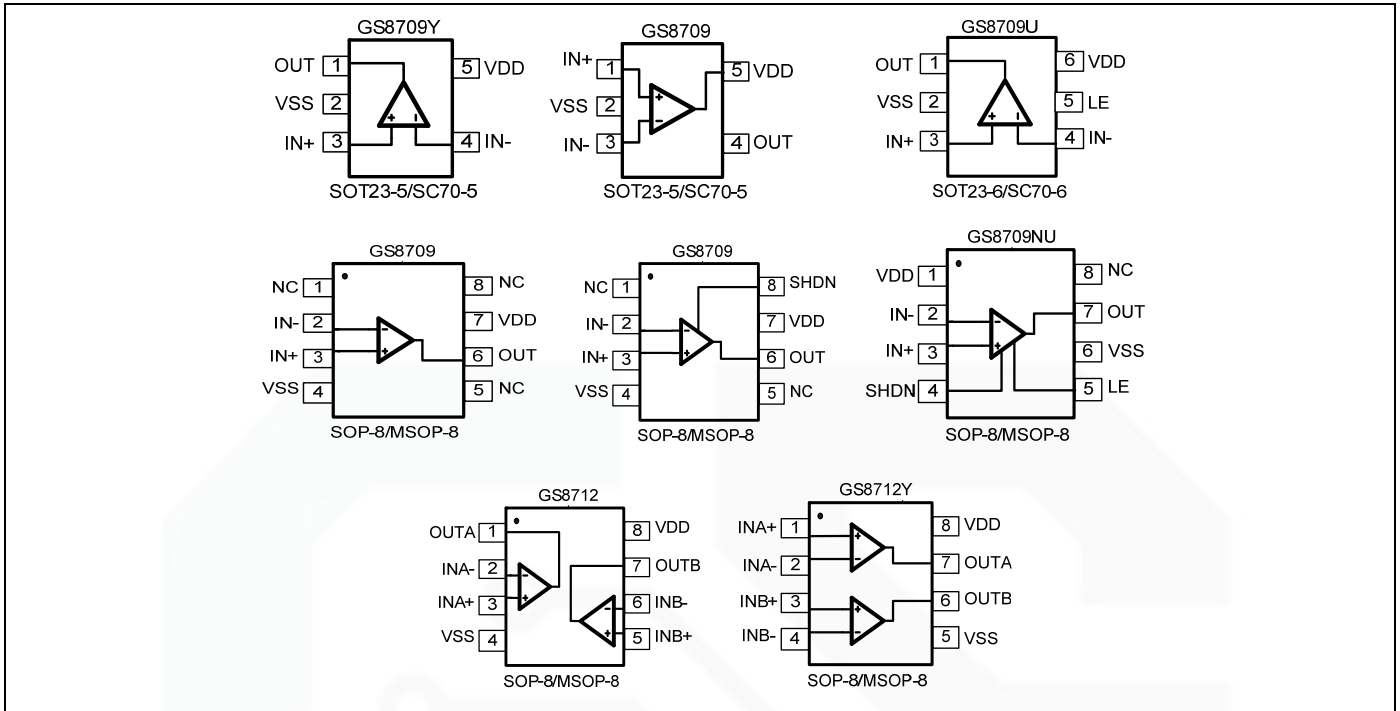 GS8709Y
OUT 1
VSS 2
IN+ 3
5 VDD
4 IN-
+ -
SOT23-5/SC70-5
GS8709
IN+ 1
VSS 2
IN- 3
5 VDD
4 OUT
+
-
SOT23-5/SC70-5
GS8709U
OUT 1
VSS 2
IN+ 3
6 VDD
5 LE
4 IN-
+ -
SOT23-6/SC70-6
GS8709
NC 1
IN- 2
IN+ 3
VSS 4
8 NC
7 VDD
6 OUT
5 NC
-
+
SOP-8/MSOP-8
GS8709
NC 1
IN- 2
IN+ 3
VSS 4
8 SHDN
7 VDD
6 OUT
5 NC
-
+
SOP-8/MSOP-8
GS8709NU
VDD 1
IN- 2
IN+ 3
SHDN 4
8 NC
7 OUT
6 VSS
5 LE
-
+
SOP-8/MSOP-8
GS8712
OUTA 1
INA- 2
INA+ 3
VSS 4
8 VDD
7 OUTB
6 INB-
5 INB+
-
+
-
+
SOP-8/MSOP-8
GS8712Y
INA+ 1
INA- 2
INB+ 3
INB- 4
8 VDD
7 OUTA
6 OUTB
5 VSS
+
-
+
-
SOP-8/MSOP-8